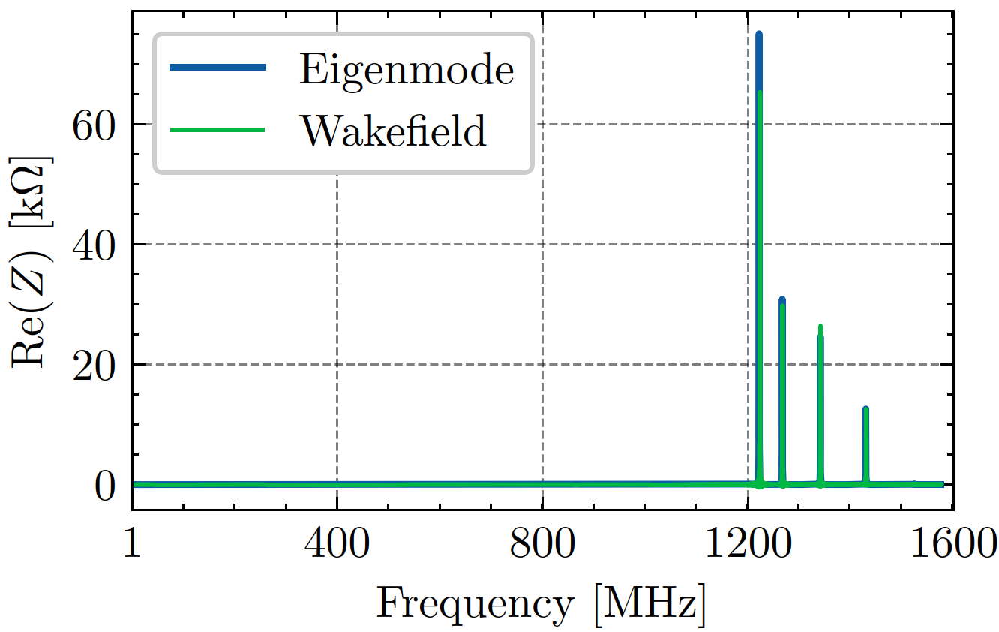 Eigenmode
Wakefield
Re(Z) [kΩ]
60
40
20
0
1 400 800 1200 1600
Frequency [MHz]